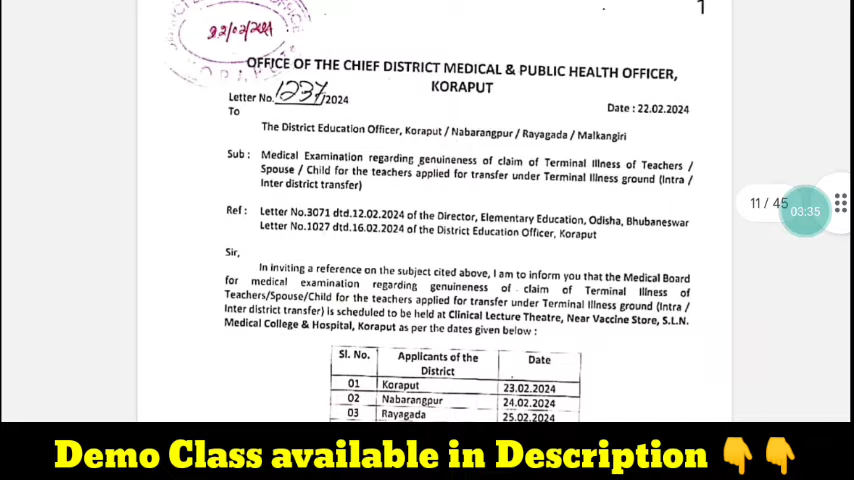 1
22/02/2024
OFFICE OF THE CHIEF DISTRICT MEDICAL & PUBLIC HEALTH OFFICER,
KORAPUT
Letter No. 1237/2024
Date : 22.02.2024
To
The District Education Officer, Koraput / Nabarangpur / Rayagada / Malkangiri
Sub : Medical Examination regarding genuineness of claim of Terminal Illness of Teachers /
Spouse / Child for the teachers applied for transfer under Terminal Illness ground (Intra /
Inter district transfer)
11 / 45
03:35
Ref : Letter No.3071 dtd.12.02.2024 of the Director, Elementary Education, Odisha, Bhubaneswar
Letter No.1027 dtd.16.02.2024 of the District Education Officer, Koraput
Sir,
In inviting a reference on the subject cited above, I am to inform you that the Medical Board
for medical examination regarding genuineness of claim of Terminal Illness of
Teachers/Spouse/Child for the teachers applied for transfer under Terminal Illness ground (Intra /
Inter district transfer) is scheduled to be held at Clinical Lecture Theatre, Near Vaccine Store, S.L.N.
Medical College & Hospital, Koraput as per the dates given below :
Sl. No. Applicants of the District Date
01 Koraput 23.02.2024
02 Nabarangpur 24.02.2024
03 Rayagada 25.02.2024
Demo Class available in Description 👇👇